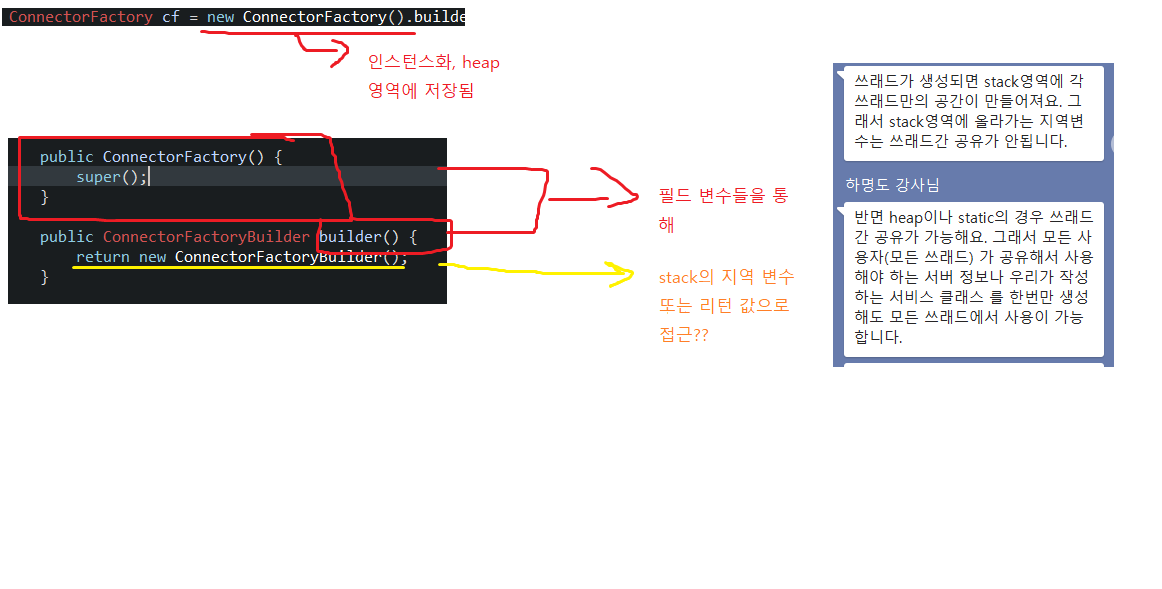 ConnectorFactory cf = new ConnectorFactory().builde
인스턴스화, heap
영역에 저장됨
public ConnectorFactory() {
super();
}
public ConnectorFactoryBuilder builder() {
return new ConnectorFactoryBuilder();
}
필드 변수들을 통
해
stack의 지역 변수
또는 리턴 값으로
접근??
쓰래드가 생성되면 stack영역에 각
쓰래드만의 공간이 만들어져요. 그
래서 stack영역에 올라가는 지역변
수는 쓰래드간 공유가 안됩니다.
하명도 강사님
반면 heap이나 static의 경우 쓰래드
간 공유가 가능해요. 그래서 모든 사
용자(모든 쓰래드) 가 공유해서 사용
해야 하는 서버 정보나 우리가 작성
하는 서비스 클래스 를 한번만 생성
해도 모든 쓰래드에서 사용이 가능
합니다.